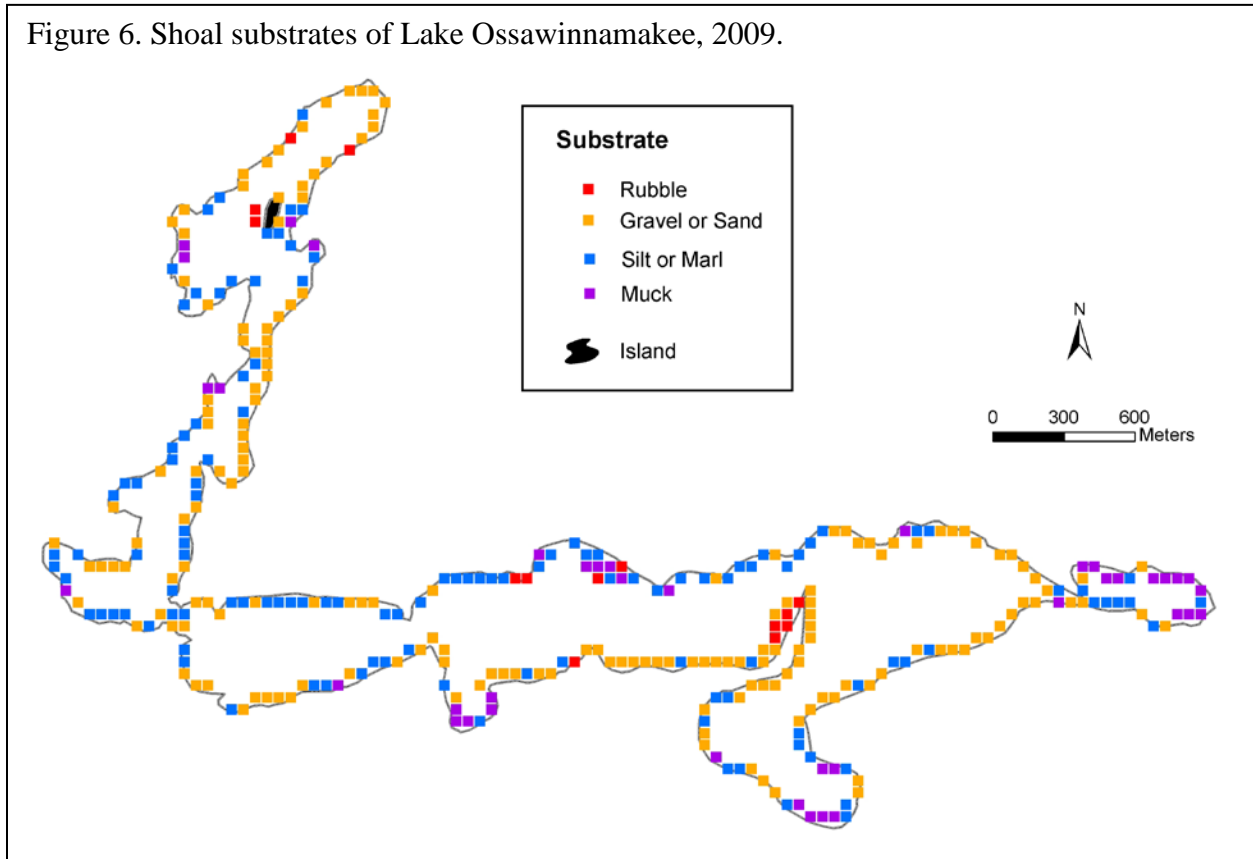 Figure 6. Shoal substrates of Lake Ossawinnamakee, 2009.
Substrate
Rubble
Gravel or Sand
Silt or Marl
Muck
Island
N
0 300 600
Meters